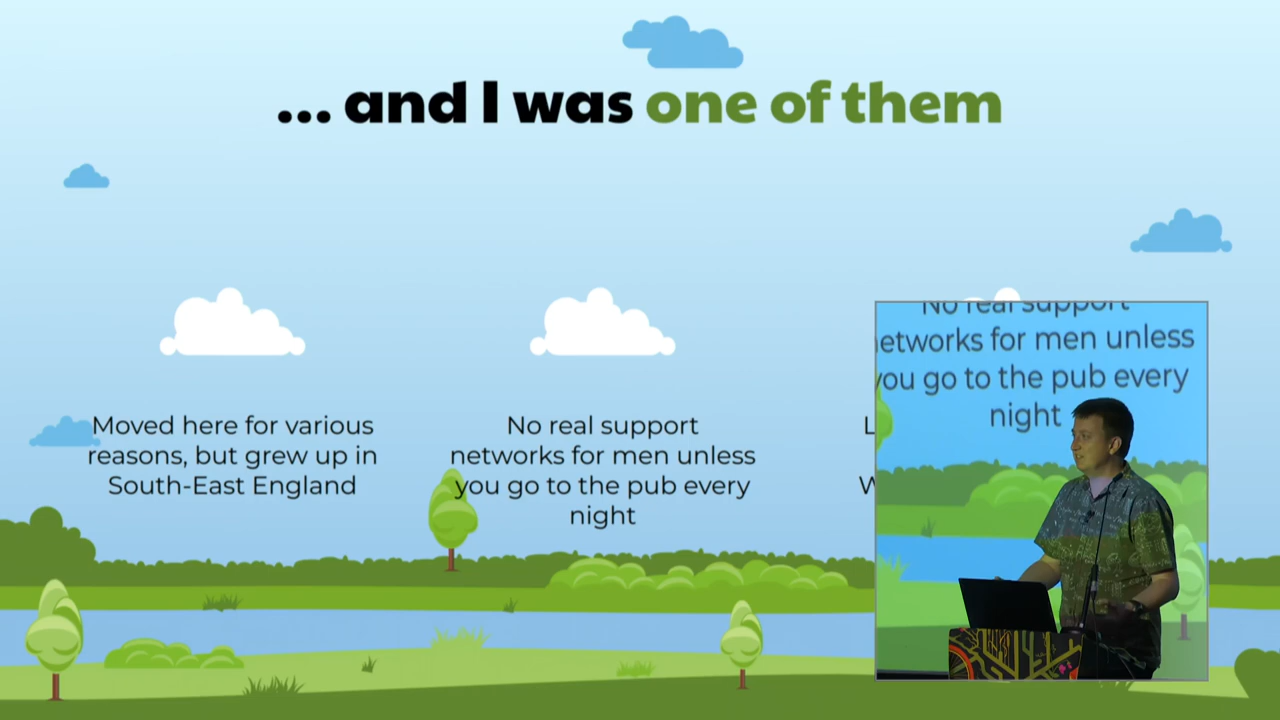 ... and I was one of them
Moved here for various
reasons, but grew up in
South-East England
No real support
networks for men unless
you go to the pub every
night
No real support
networks for men unless
you go to the pub every
night